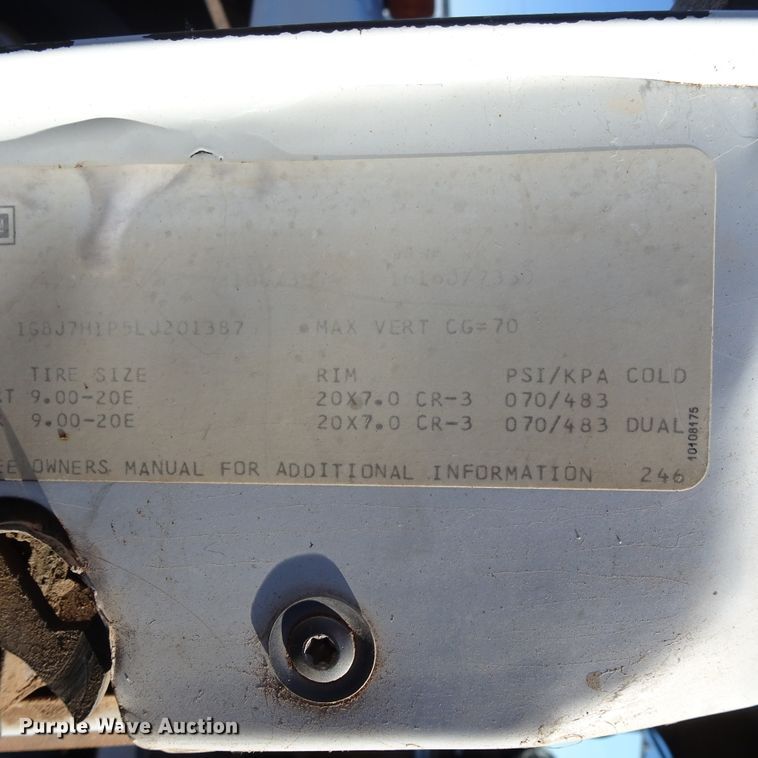 1GBJ7H1P5LJ201387 MAX VERT CG=70
TIRE SIZE RIM PSI/KPA COLD
9.00-20E 20X7.0 CR-3 070/483
9.00-20E 20X7.0 CR-3 070/483 DUAL
OWNERS MANUAL FOR ADDITIONAL INFORMATION 246
10108175
Purple Wave Auction